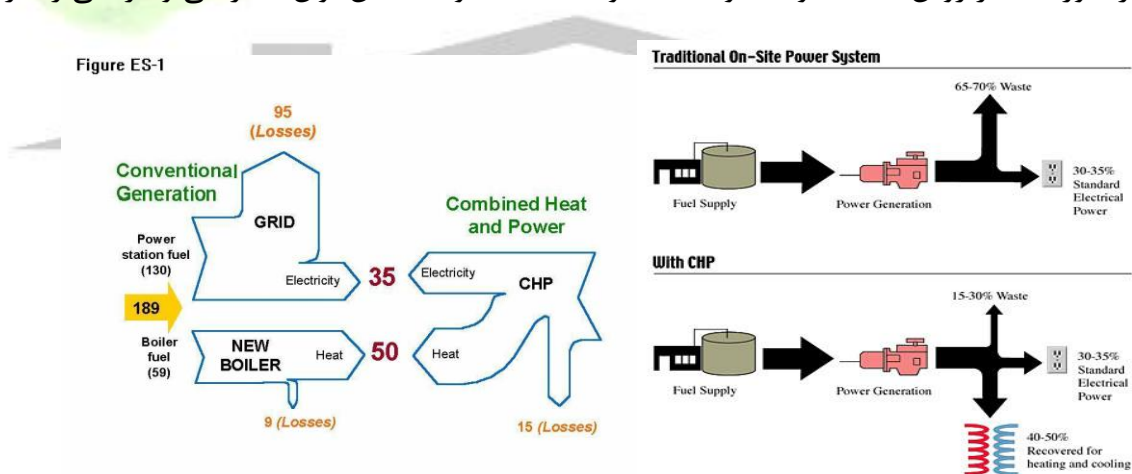 Figure ES-1
95
(Losses)
Conventional
Generation
GRID
Power
station fuel
(130)
Electricity
35
189
Boiler
fuel
(59)
NEW
BOILER
Heat
50
9 (Losses)
Combined Heat
and Power
Electricity
CHP
Heat
15 (Losses)
Traditional On-Site Power System
65-70% Waste
Fuel Supply
Power Generation
30-35%
Standard
Electrical
Power
With CHP
15-30% Waste
Fuel Supply
Power Generation
30-35%
Standard
Electrical
Power
40-50%
Recovered for
heating and cooling